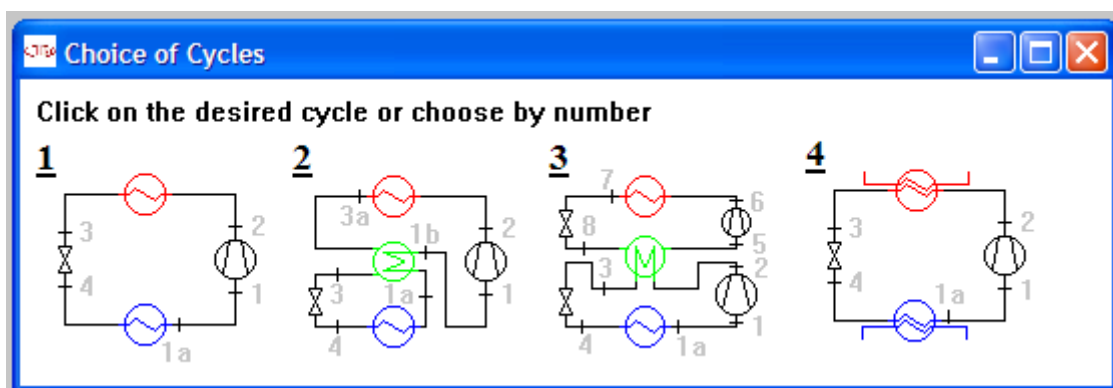 Choice of Cycles
Click on the desired cycle or choose by number
1 2 3 4
3 2 4 1 1a
3a 1b 2 3 1a 1 4
7 6 8 5 3 2 4 1a 1
3 2 4 1a 1